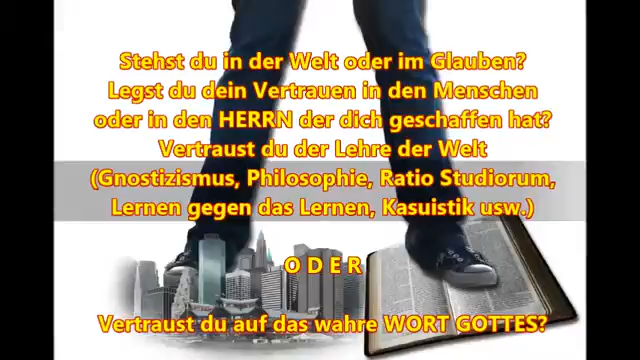 Stehst du in der Welt oder im Glauben?
Legst du dein Vertrauen in den Menschen
oder in den HERRN der dich geschaffen hat?
Vertraust du der Lehre der Welt
(Gnostizismus, Philosophie, Ratio Studiorum,
Lernen gegen das Lernen, Kasuistik usw.)
O D E R
Vertraust du auf das wahre WORT GOTTES?